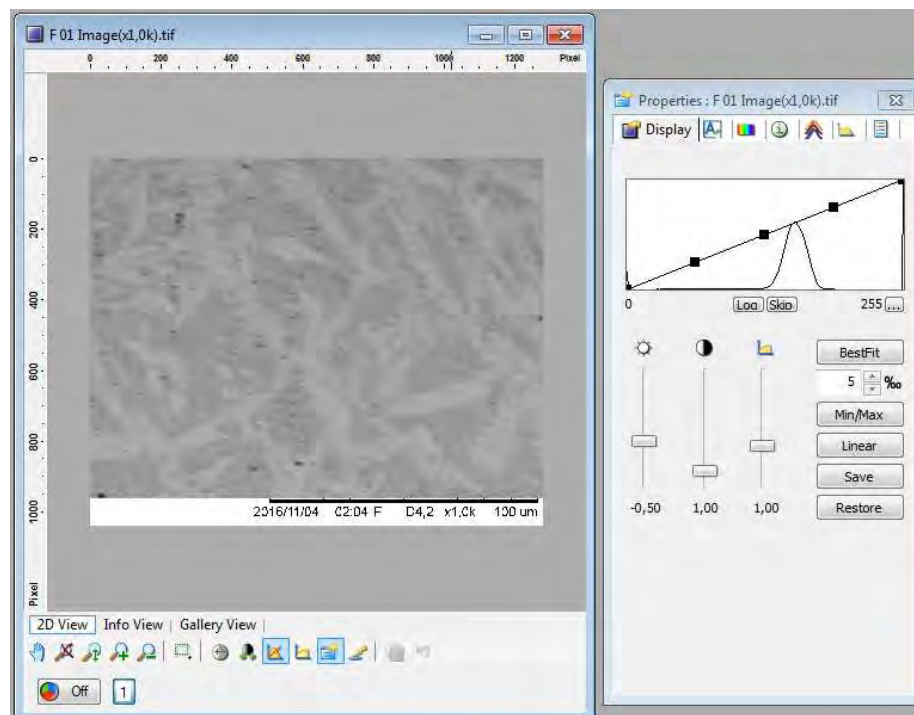 F 01 Image(x1,0k).tif
0 200 400 600 800 1000 1200 Pixel
0
200
400
600
800
1000
Pixel
2016/11/04 02:04 F D4,2 x1,0k 100 um
2D View Info View Gallery View
Off 1
Properties : F 01 Image(x1,0k).tif
Display
0 Log Skip 255 ...
BestFit
5 ‰
Min/Max
Linear
Save
-0,50 1,00 1,00 Restore